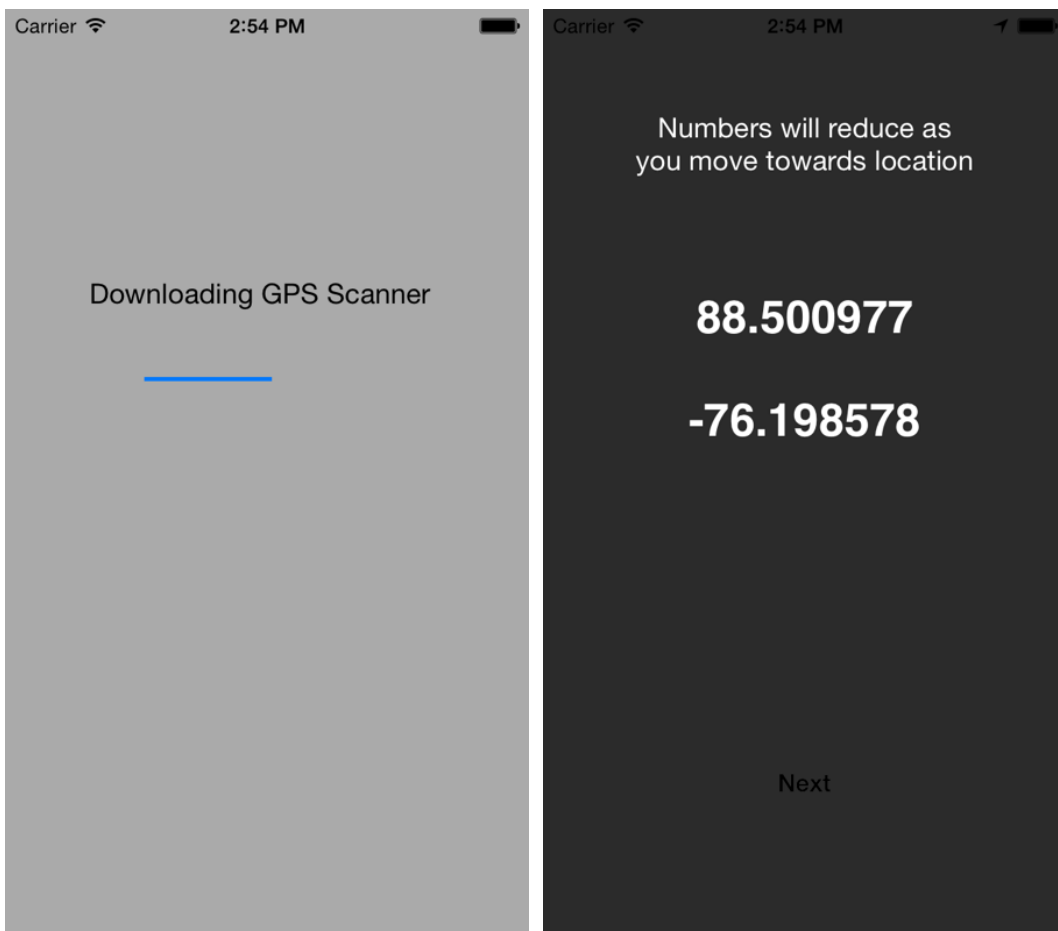 Carrier
2:54 PM
Downloading GPS Scanner
Carrier
2:54 PM
Numbers will reduce as
you move towards location
88.500977
-76.198578
Next